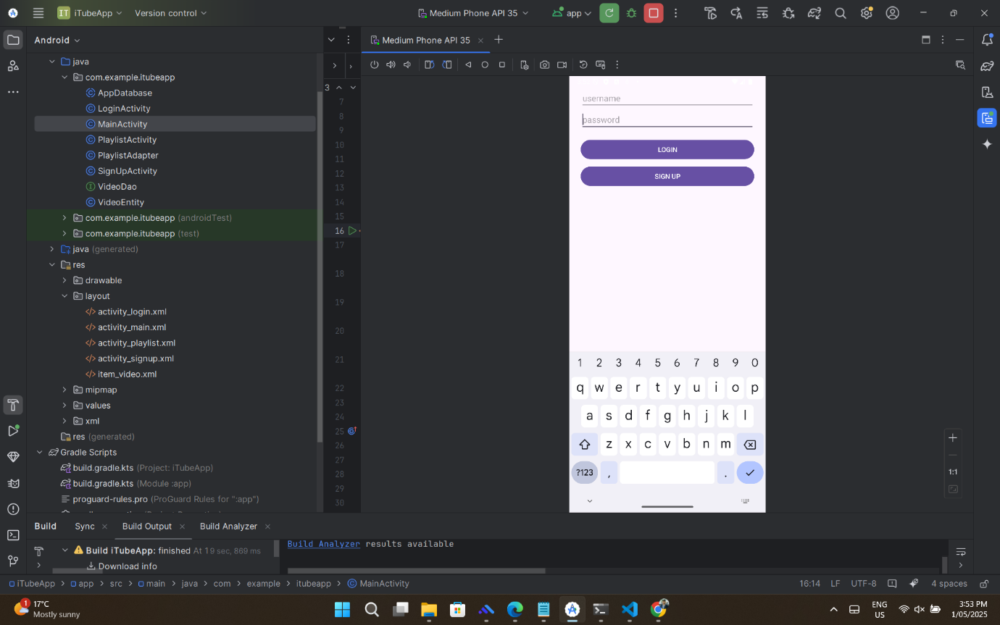 IT iTubeApp Version control Medium Phone API 35 app
Android Medium Phone API 35
java
com.example.itubeapp
AppDatabase
LoginActivity
MainActivity
PlaylistActivity
PlaylistAdapter
SignUpActivity
VideoDao
VideoEntity
com.example.itubeapp (androidTest)
com.example.itubeapp (test)
java (generated)
res
drawable
layout
activity_login.xml
activity_main.xml
activity_playlist.xml
activity_signup.xml
item_video.xml
mipmap
values
xml
res (generated)
Gradle Scripts
build.gradle.kts (Project: iTubeApp)
build.gradle.kts (Module :app)
proguard-rules.pro (ProGuard Rules for ":app")
3
7
8
9
10
11
12
13
14
15
16
17
18
19
20
21
22
23
24
25
26
27
28
29
30
username
password
LOGIN
SIGN UP
1 2 3 4 5 6 7 8 9 0
q w e r t y u i o p
a s d f g h j k l
z x c v b n m
?123 , .
1:1
Build Sync Build Output Build Analyzer
Build iTubeApp: finished At 1 9 sec, 869 ms
Download info
Build Analyzer results available
iTubeApp > app > src > main > java > com > example > itubeapp > MainActivity 16:14 LF UTF-8 4 spaces
1
17°C
Mostly sunny
ENG
US
3:53 PM
1/05/2025